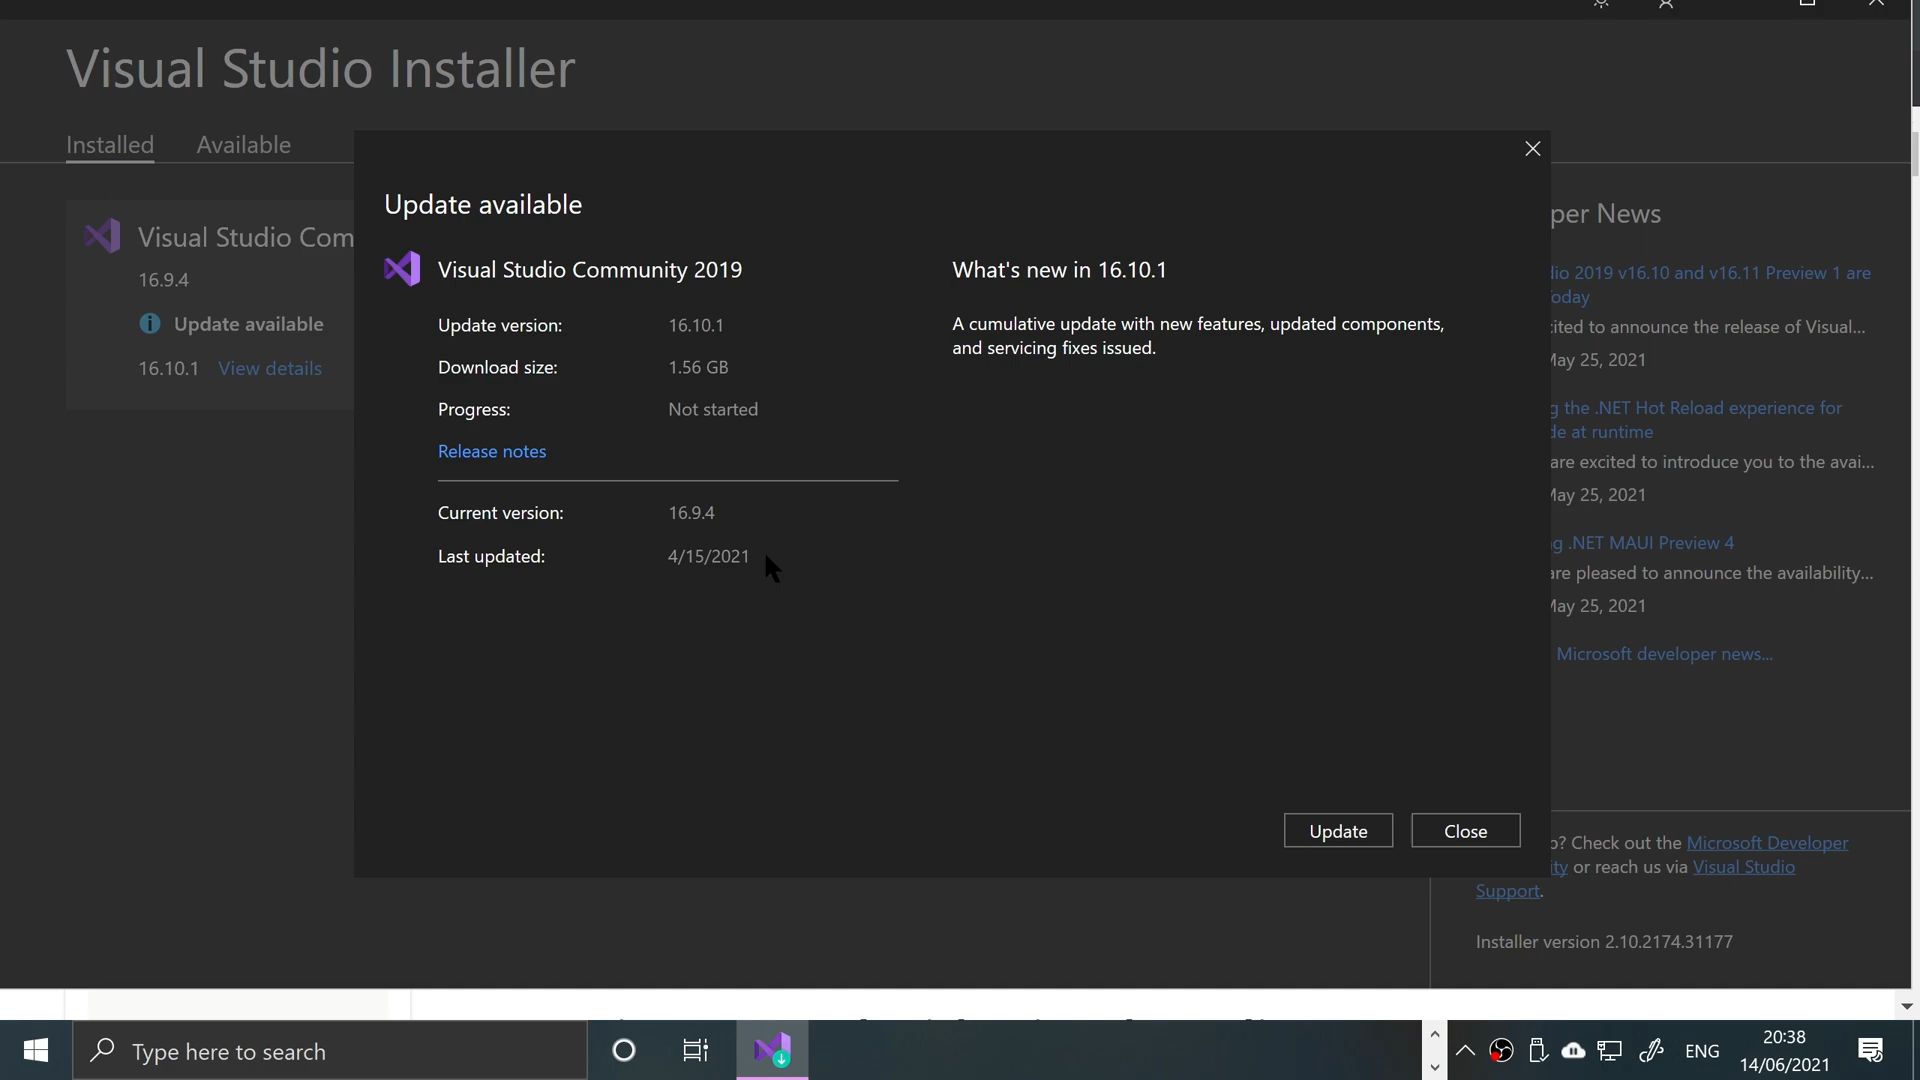 Visual Studio Installer
Installed
Available
Visual Studio Com
16.9.4
Update available
16.10.1 View details
Update available
Visual Studio Community 2019
Update version: 16.10.1
Download size: 1.56 GB
Progress: Not started
Release notes
Current version: 16.9.4
Last updated: 4/15/2021
What's new in 16.10.1
A cumulative update with new features, updated components,
and servicing fixes issued.
Update
Close
per News
io 2019 v16.10 and v16.11 Preview 1 are
oday
cited to announce the release of Visual...
May 25, 2021
g the .NET Hot Reload experience for
de at runtime
are excited to introduce you to the avai...
May 25, 2021
g .NET MAUI Preview 4
are pleased to announce the availability...
May 25, 2021
Microsoft developer news...
p? Check out the Microsoft Developer
ity or reach us via Visual Studio
Support.
Installer version 2.10.2174.31177
Type here to search
ENG
20:38
14/06/2021